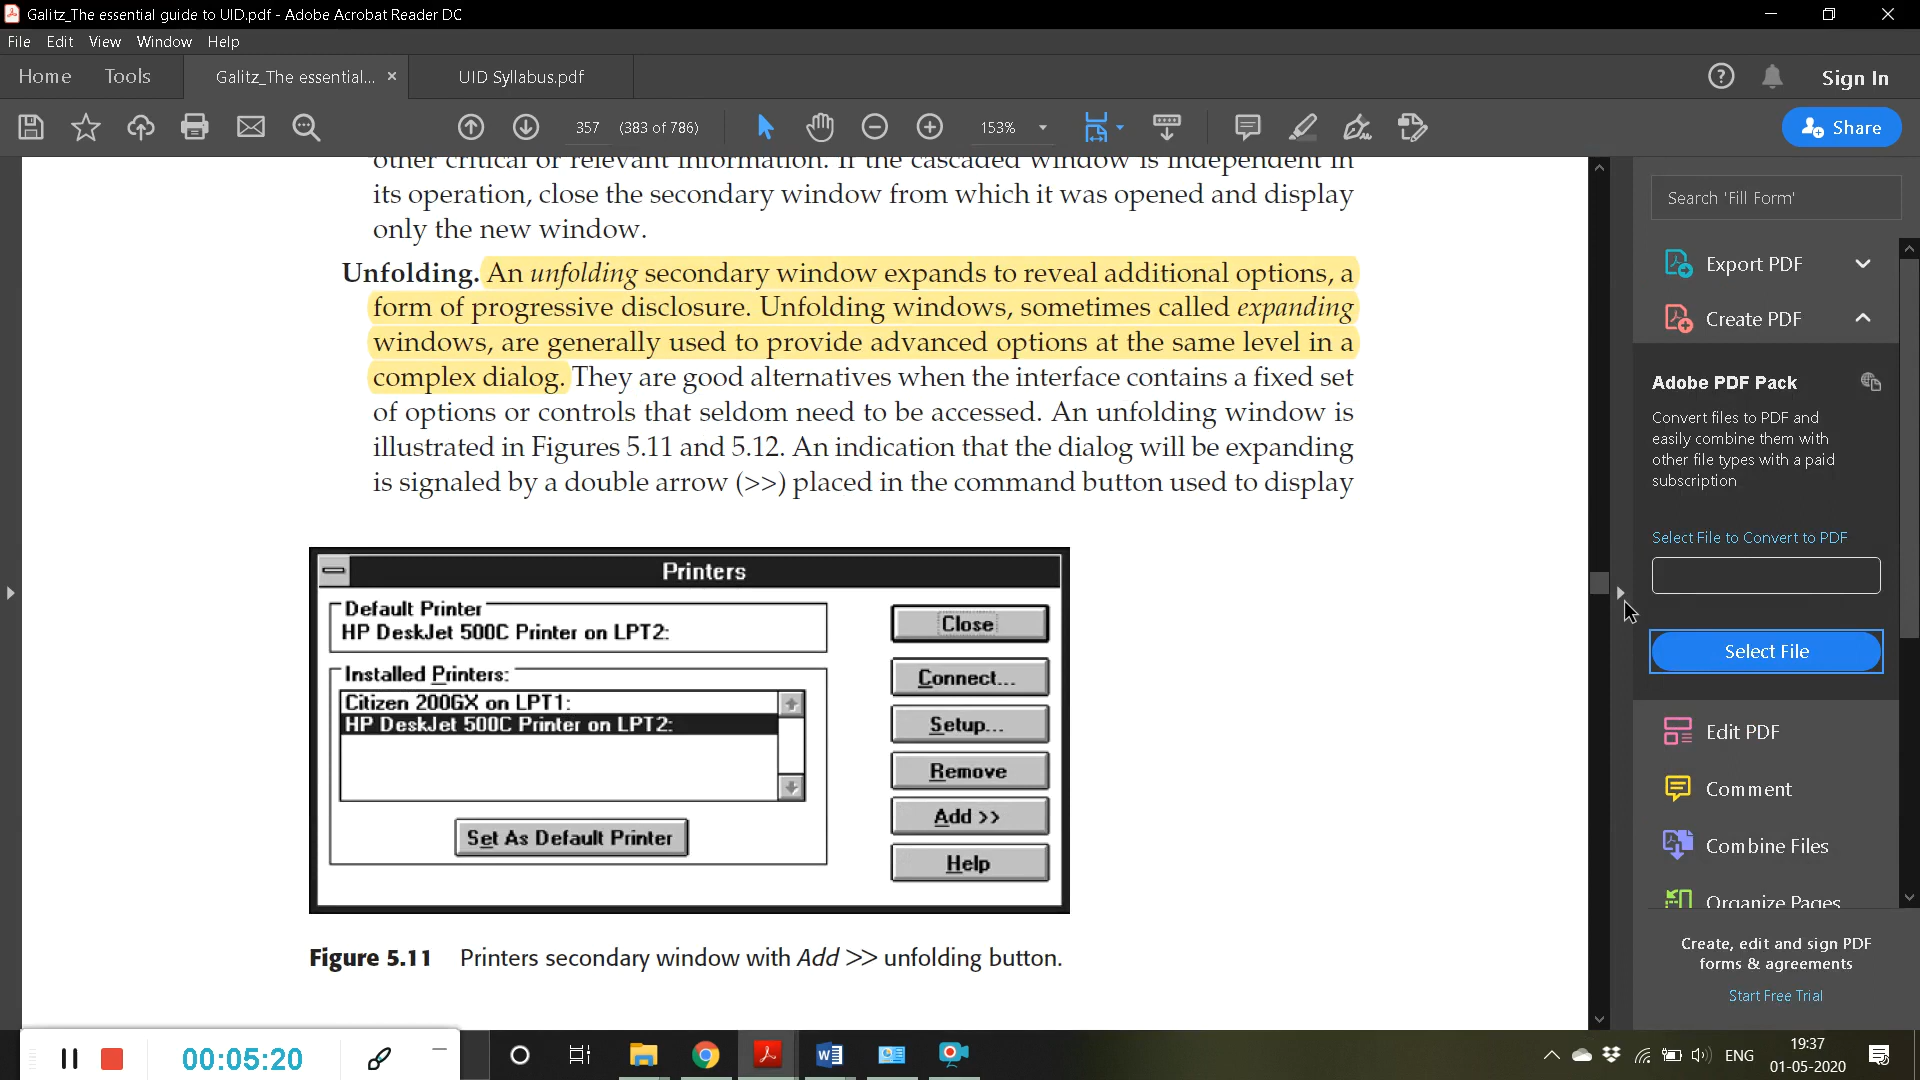 Galitz_The essential guide to UID.pdf - Adobe Acrobat Reader DC
File Edit View Window Help
Home Tools Galitz_The essential... × UID Syllabus.pdf ? Sign In
357 (383 of 786) 153% Share
other critical or relevant information. If the cascaded window is independent in
its operation, close the secondary window from which it was opened and display
only the new window.
Unfolding. An unfolding secondary window expands to reveal additional options, a
form of progressive disclosure. Unfolding windows, sometimes called expanding
windows, are generally used to provide advanced options at the same level in a
complex dialog. They are good alternatives when the interface contains a fixed set
of options or controls that seldom need to be accessed. An unfolding window is
illustrated in Figures 5.11 and 5.12. An indication that the dialog will be expanding
is signaled by a double arrow (>>) placed in the command button used to display
Printers
Default Printer
HP DeskJet 500C Printer on LPT2:
Installed Printers:
Citizen 200GX on LPT1:
HP DeskJet 500C Printer on LPT2:
Set As Default Printer
Close
Connect...
Setup...
Remove
Add >>
Help
Figure 5.11 Printers secondary window with Add >> unfolding button.
Search 'Fill Form'
Export PDF
Create PDF
Adobe PDF Pack
Convert files to PDF and
easily combine them with
other file types with a paid
subscription
Select File to Convert to PDF
Select File
Edit PDF
Comment
Combine Files
Organize Pages
Create, edit and sign PDF
forms & agreements
Start Free Trial
00:05:20
ENG
19:37
01-05-2020